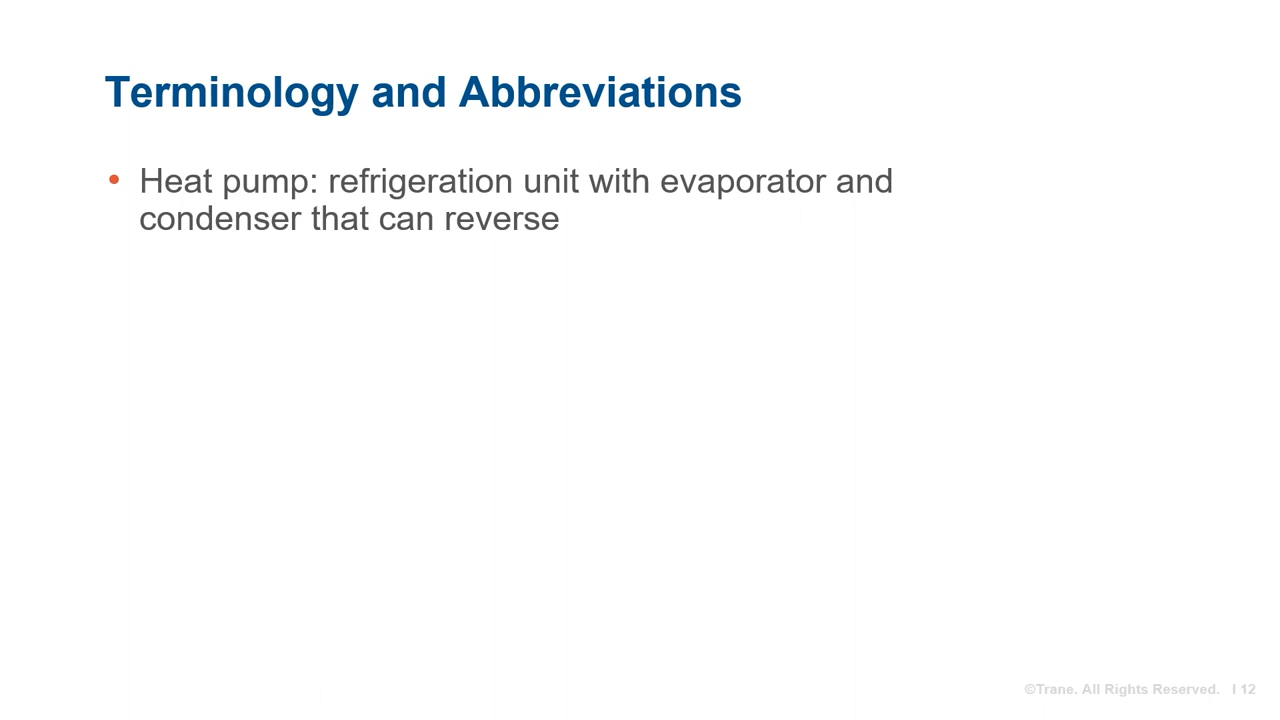 Terminology and Abbreviations
• Heat pump: refrigeration unit with evaporator and
condenser that can reverse
©Trane. All Rights Reserved. I 12